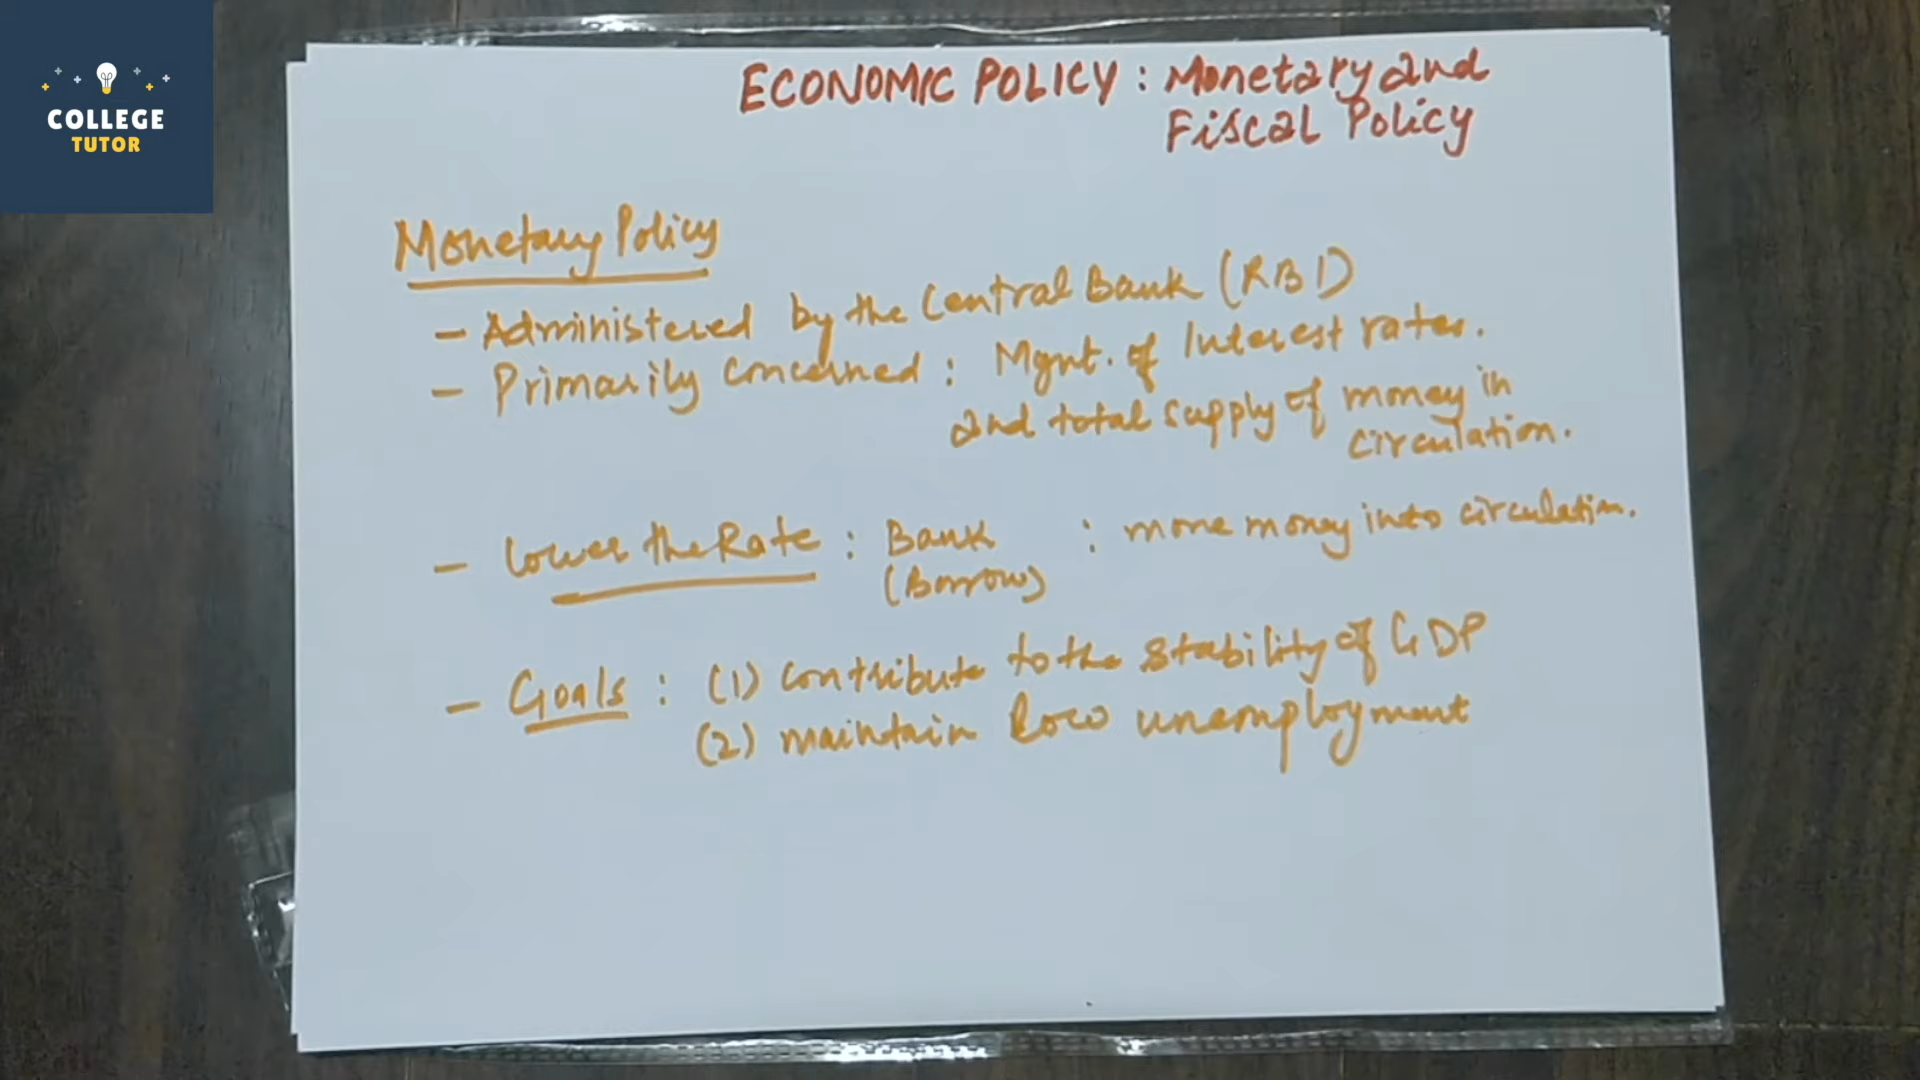 COLLEGE
TUTOR
ECONOMIC POLICY : Monetary and
Fiscal Policy
Monetary Policy
- Administered by the Central Bank (RBI)
- Primarily concerned : Mgnt. of Interest rates.
and total supply of money in
circulation.
- Lower the Rate : Bank : more money into circulation.
(Borrow)
- Goals : (1) contribute to the stability of GDP
(2) maintain low unemployment